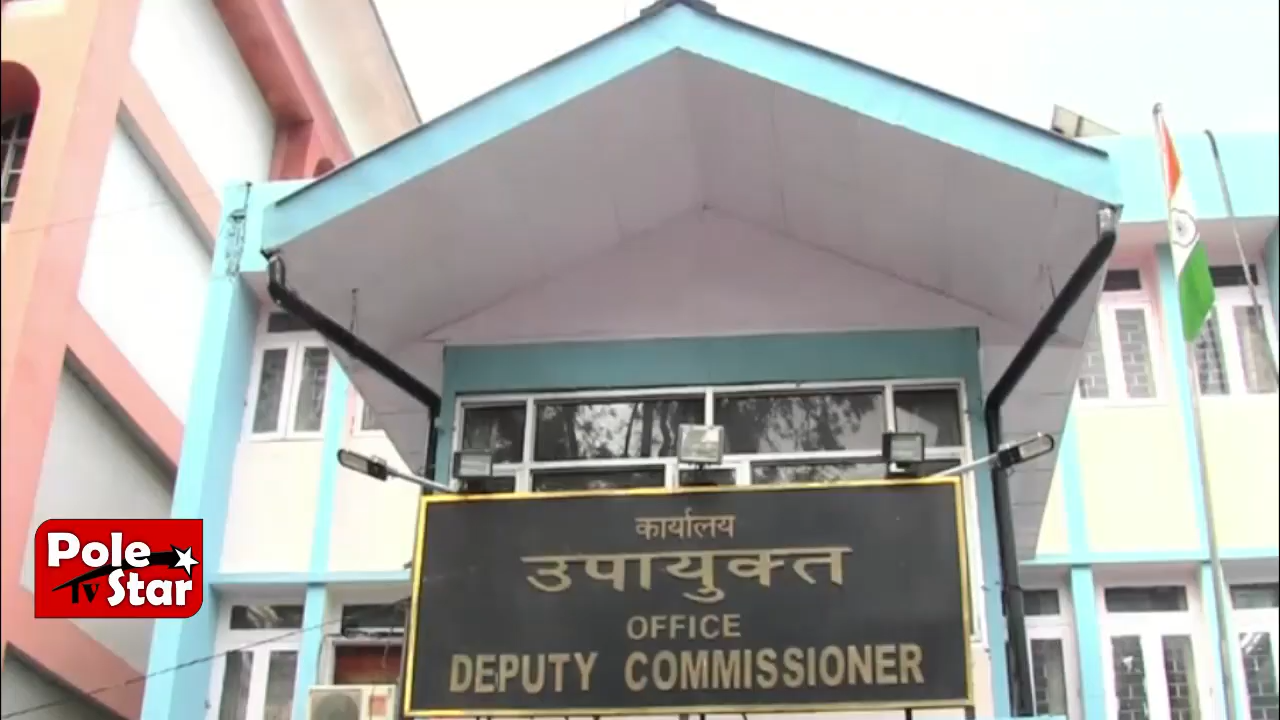 कार्यालय
उपायुक्त
OFFICE
DEPUTY COMMISSIONER
Pole
Tv Star